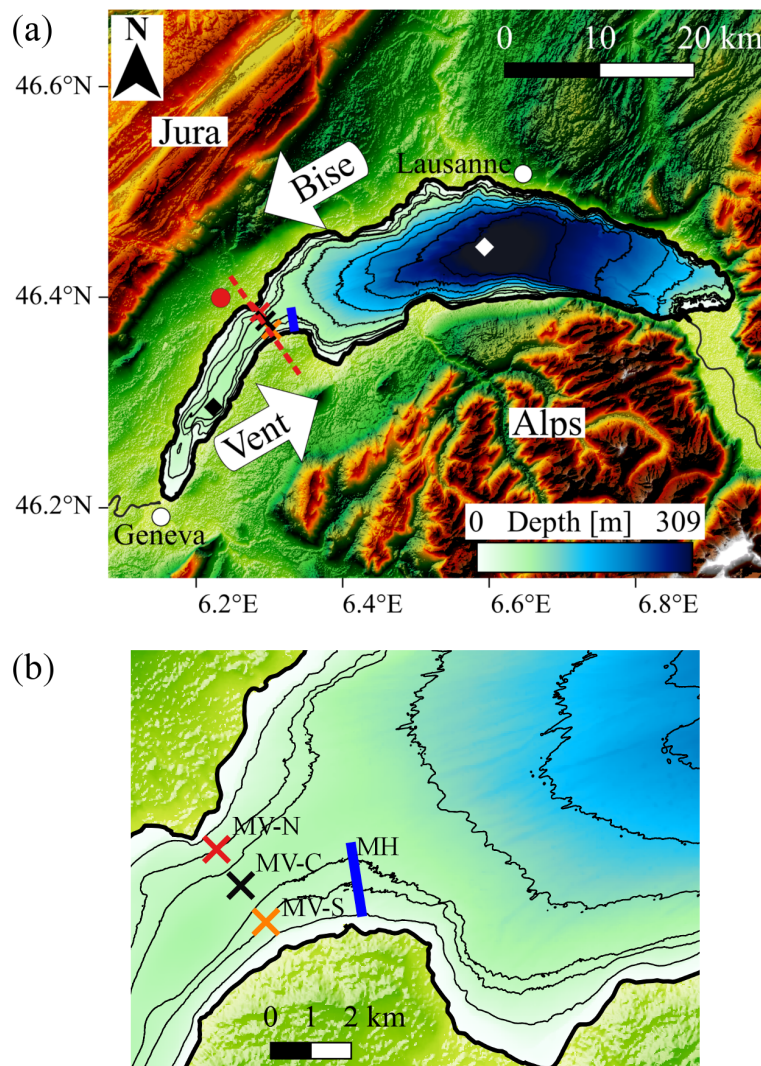 (a)
N
0 10 20 km
46.6°N
Jura
Lausanne
Bise
46.4°N
Vent
Alps
46.2°N
Geneva
0 Depth [m] 309
6.2°E 6.4°E 6.6°E 6.8°E
(b)
MV-N
MH
MV-C
MV-S
0 1 2 km